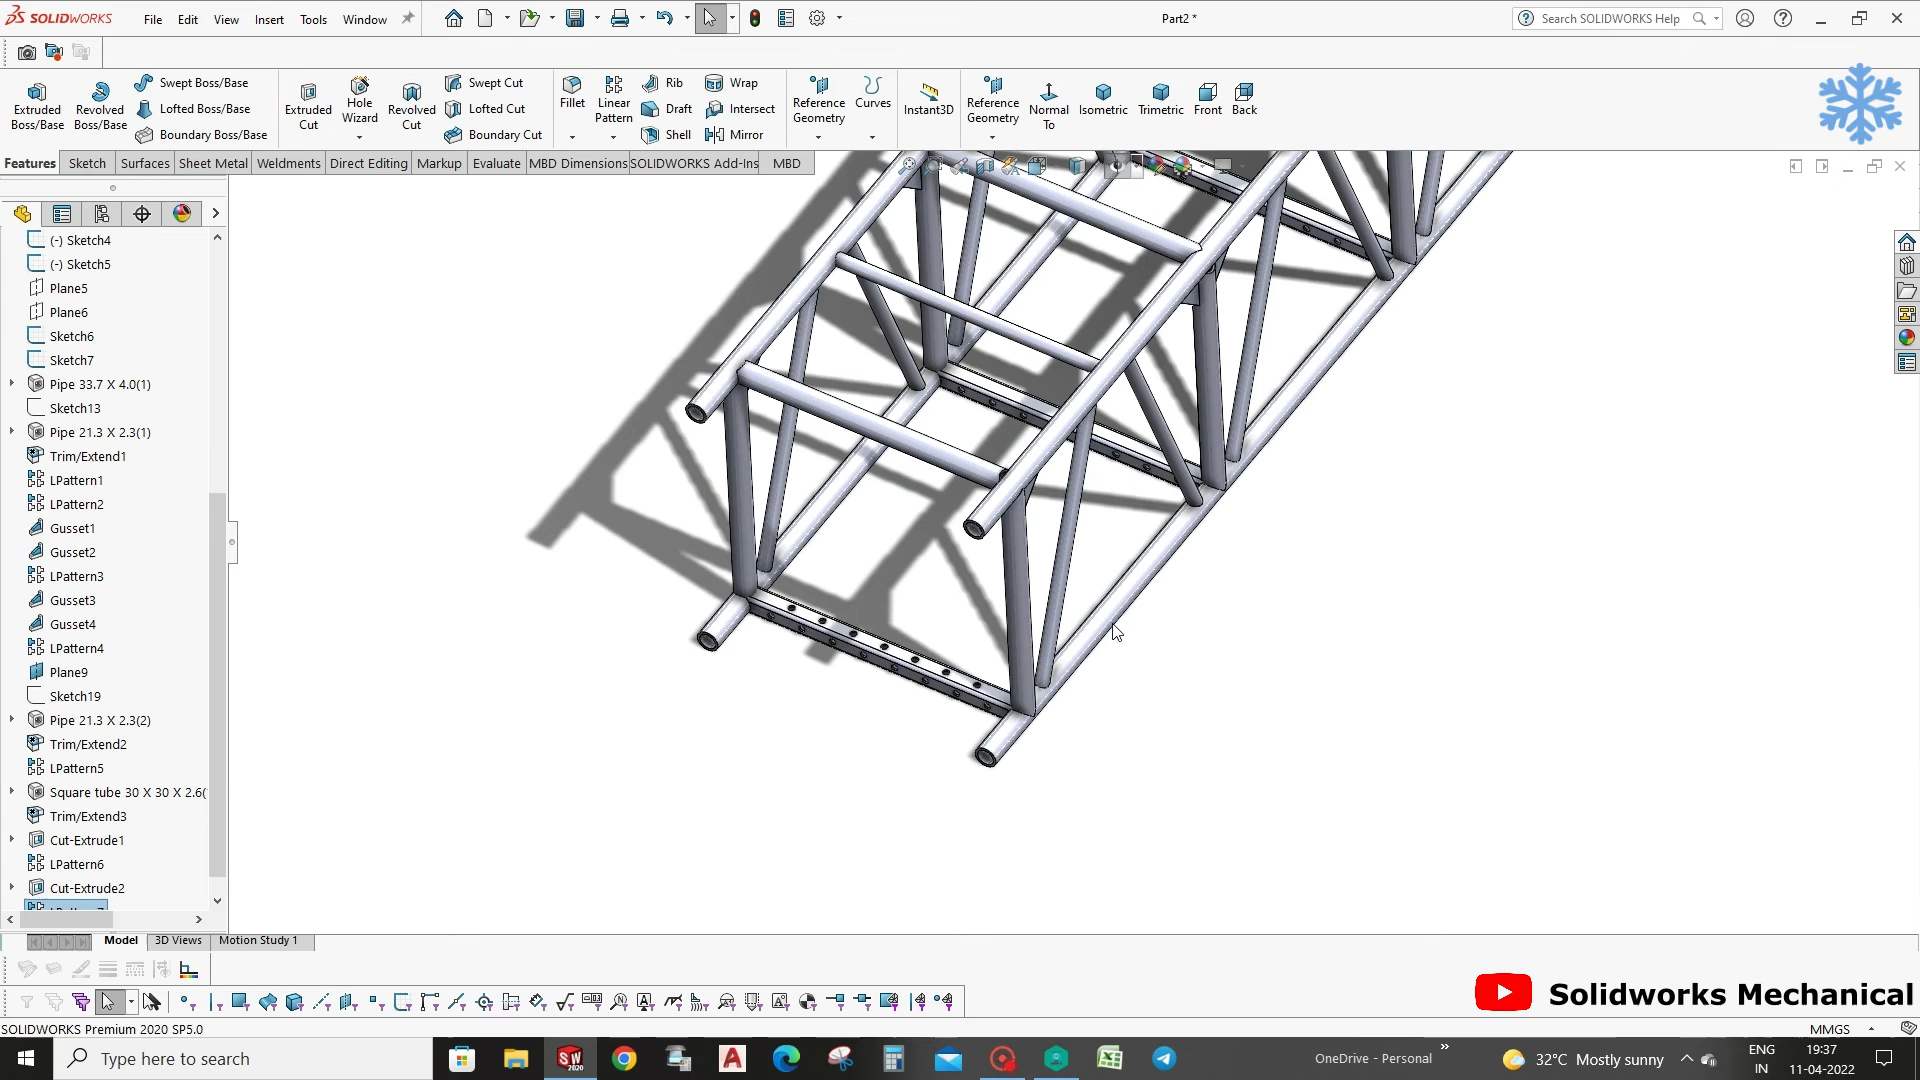 SOLIDWORKS File Edit View Insert Tools Window Part2 * Search SOLIDWORKS Help
Extruded Boss/Base
Revolved Boss/Base
Swept Boss/Base
Lofted Boss/Base
Boundary Boss/Base
Extruded Cut
Hole Wizard
Revolved Cut
Swept Cut
Lofted Cut
Boundary Cut
Fillet
Linear Pattern
Rib
Draft
Shell
Wrap
Intersect
Mirror
Reference Geometry
Curves
Instant3D
Reference Geometry
Normal To
Isometric
Trimetric
Front
Back
Features Sketch Surfaces Sheet Metal Weldments Direct Editing Markup Evaluate MBD Dimensions SOLIDWORKS Add-Ins MBD
(-) Sketch4
(-) Sketch5
Plane5
Plane6
Sketch6
Sketch7
Pipe 33.7 X 4.0(1)
Sketch13
Pipe 21.3 X 2.3(1)
Trim/Extend1
LPattern1
LPattern2
Gusset1
Gusset2
LPattern3
Gusset3
Gusset4
LPattern4
Plane9
Sketch19
Pipe 21.3 X 2.3(2)
Trim/Extend2
LPattern5
Square tube 30 X 30 X 2.6(
Trim/Extend3
Cut-Extrude1
LPattern6
Cut-Extrude2
Model 3D Views Motion Study 1
Solidworks Mechanical
SOLIDWORKS Premium 2020 SP5.0
MMGS
Type here to search
SW 2020
OneDrive - Personal
32°C Mostly sunny
ENG
IN
19:37
11-04-2022